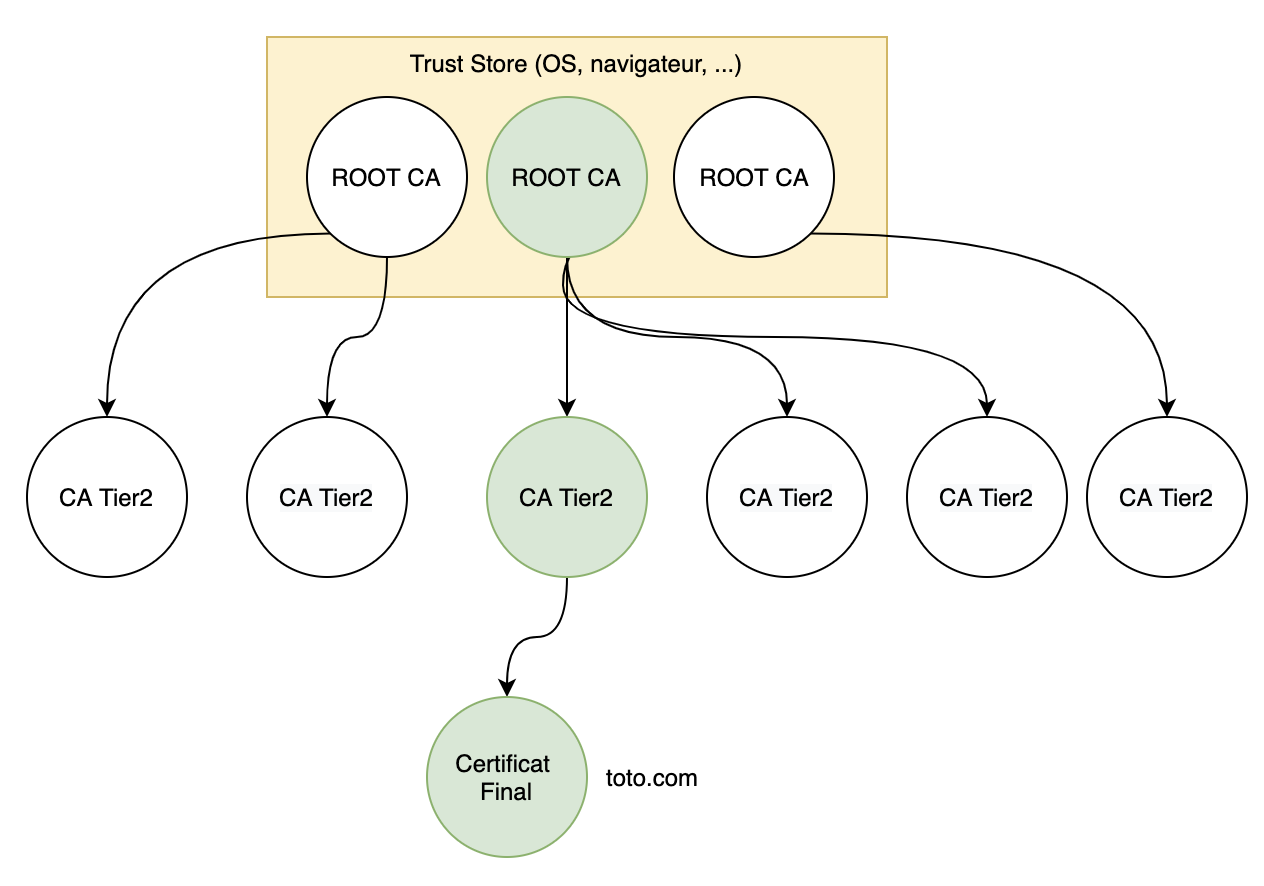 Trust Store (OS, navigateur, ...)
ROOT CA
ROOT CA
ROOT CA
CA Tier2
CA Tier2
CA Tier2
CA Tier2
CA Tier2
CA Tier2
Certificat
Final
toto.com